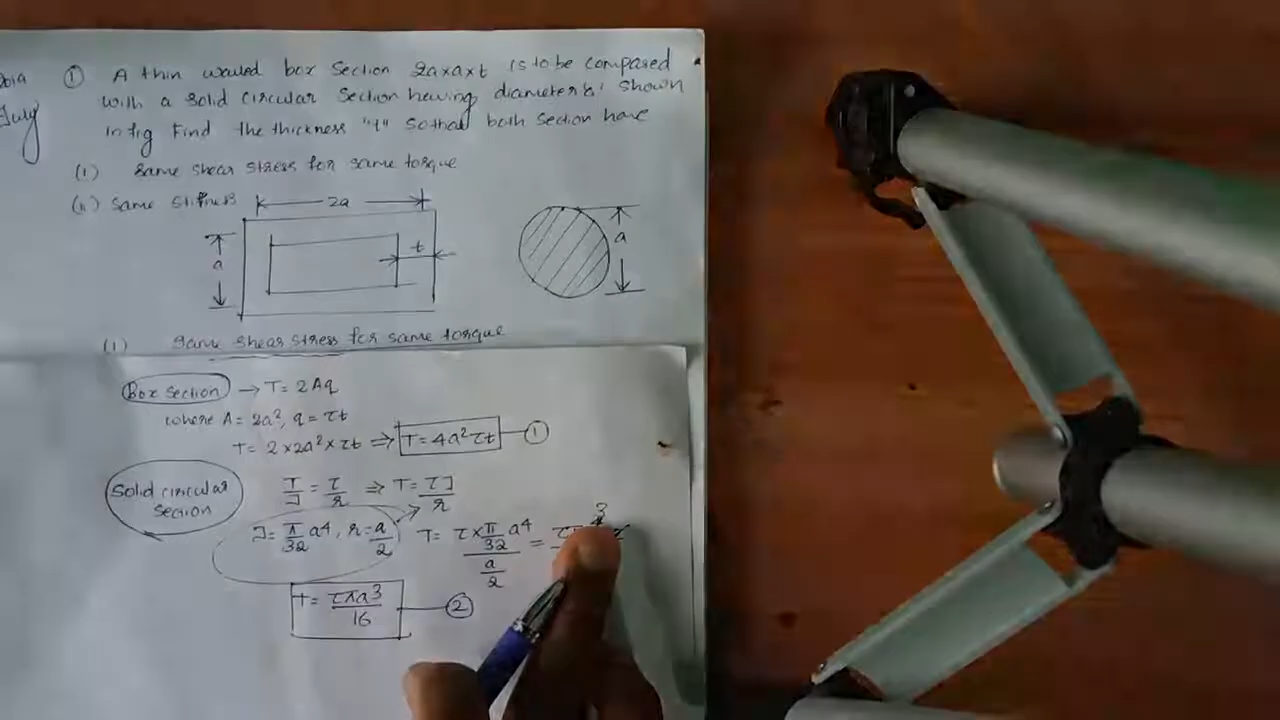 2019
July
① A thin walled box section 2a×a×t is to be compared
with a solid circular section having diameter 'a' shown
in fig Find the thickness "t" so that both section have
(i) same shear stress for same torque
(ii) same stiffness
2a
a
t
a
(i) same shear stress for same torque
Box section → T = 2Aq
where A = 2a², q = τt
T = 2×2a²×τt ⇒ T = 4a²τt — ①
Solid circular section
T/J = τ/r ⇒ T = τJ/r
J = π/32 a⁴, r = a/2
T = τ×π/32 a⁴ / a/2 =
3
T = τπa³/16 — ②